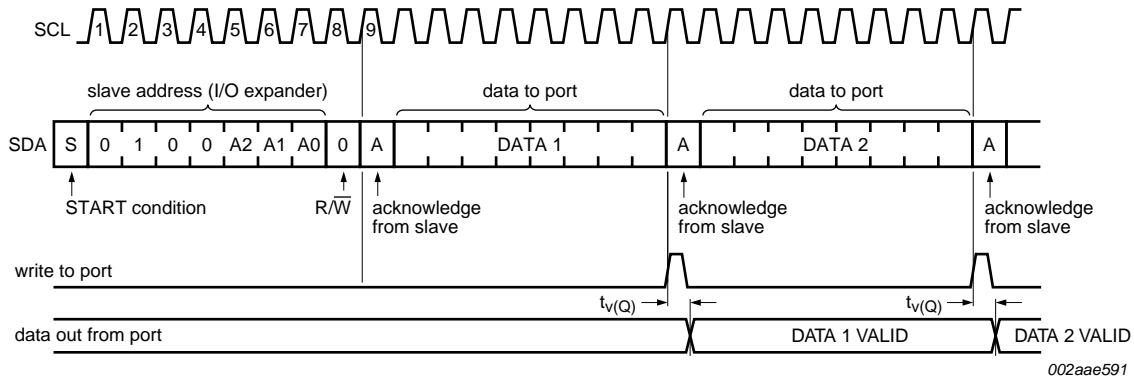 SCL 1 2 3 4 5 6 7 8 9
slave address (I/O expander) data to port data to port
SDA S 0 1 0 0 A2 A1 A0 0 A DATA 1 A DATA 2 A
START condition R/W̅ acknowledge from slave acknowledge from slave acknowledge from slave
write to port
tv(Q) tv(Q)
data out from port DATA 1 VALID DATA 2 VALID
002aae591